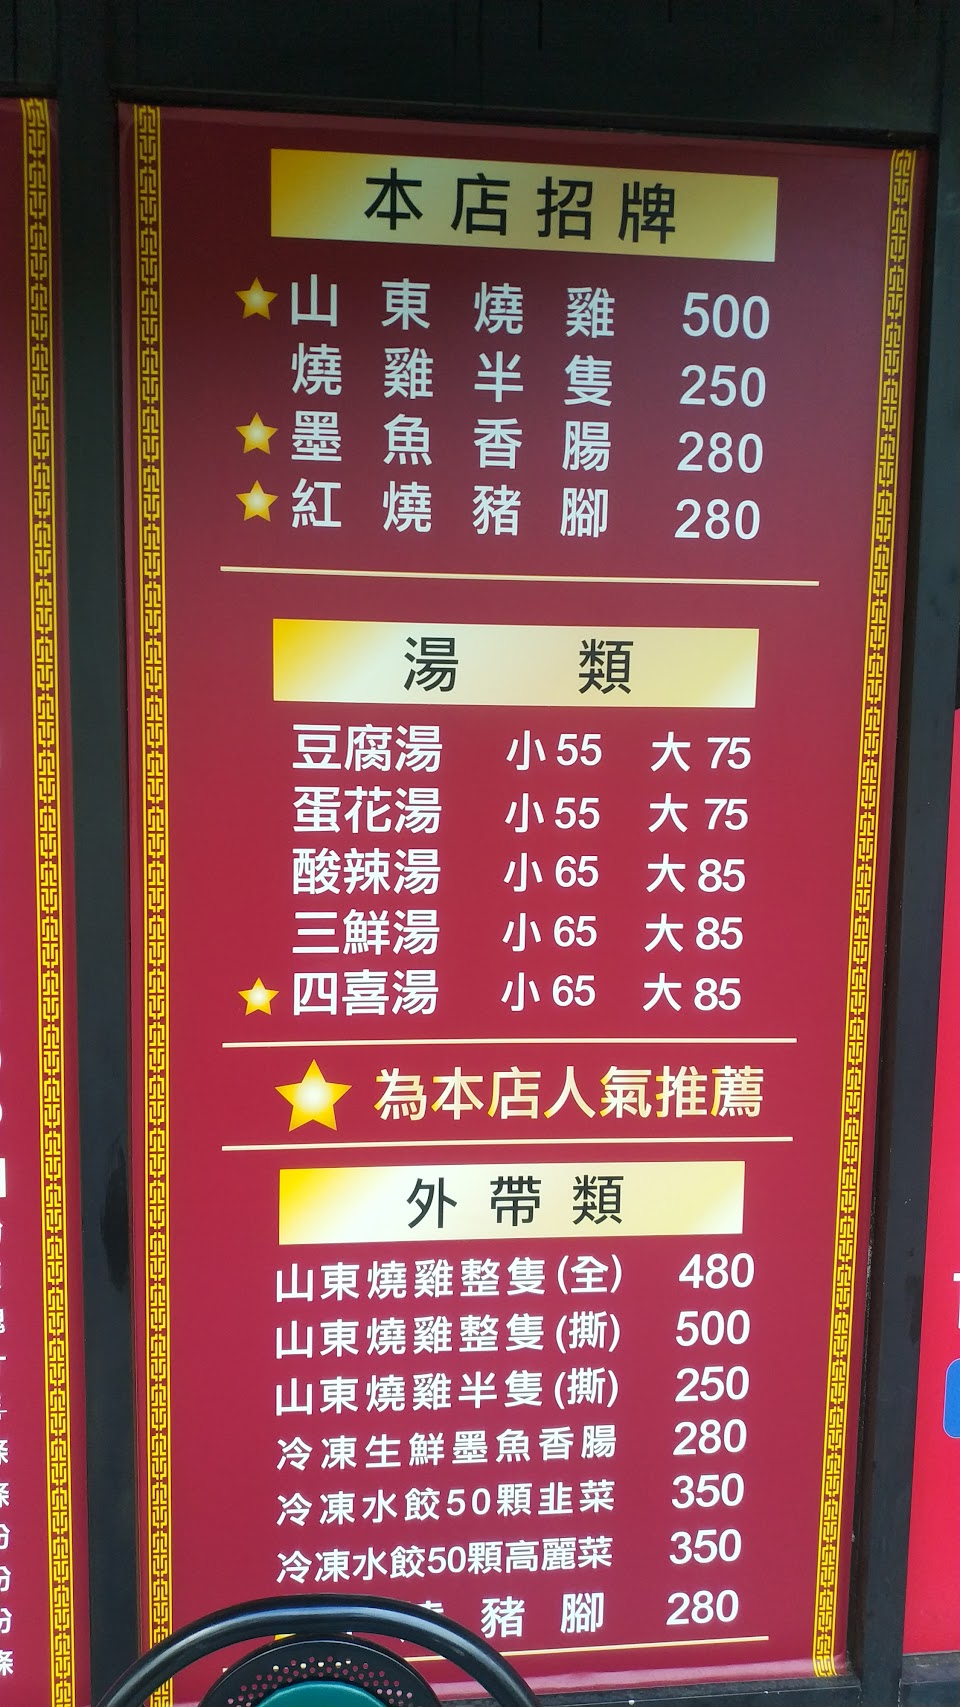 本店招牌
山東燒雞 500
燒雞半隻 250
墨魚香腸 280
紅燒豬腳 280
湯類
豆腐湯 小55 大75
蛋花湯 小55 大75
酸辣湯 小65 大85
三鮮湯 小65 大85
四喜湯 小65 大85
為本店人氣推薦
外帶類
山東燒雞整隻(全) 480
山東燒雞整隻(撕) 500
山東燒雞半隻(撕) 250
冷凍生鮮墨魚香腸 280
冷凍水餃50顆韭菜 350
冷凍水餃50顆高麗菜 350
豬腳 280